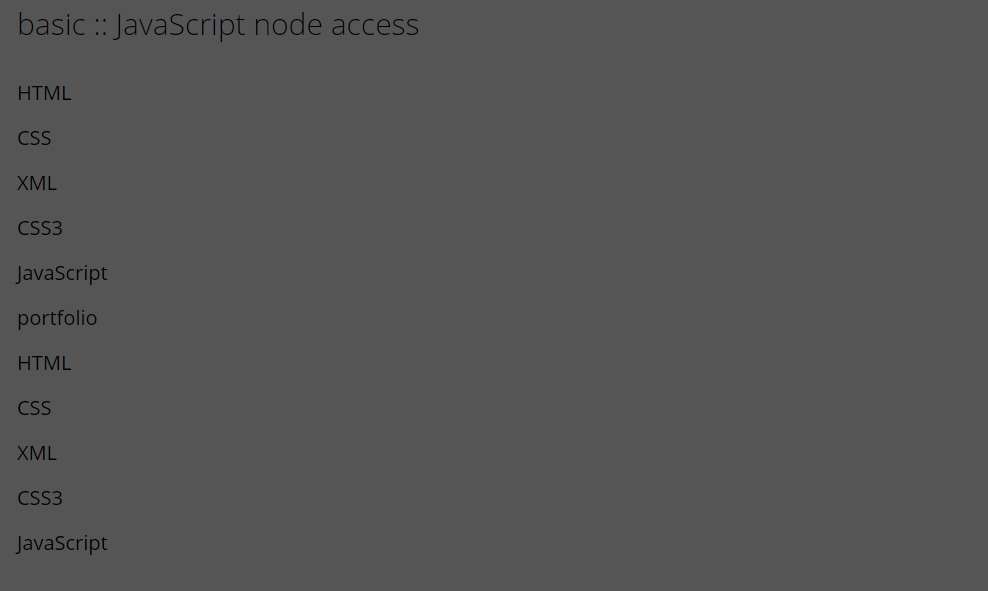 basic :: JavaScript node access
HTML
CSS
XML
CSS3
JavaScript
portfolio
HTML
CSS
XML
CSS3
JavaScript